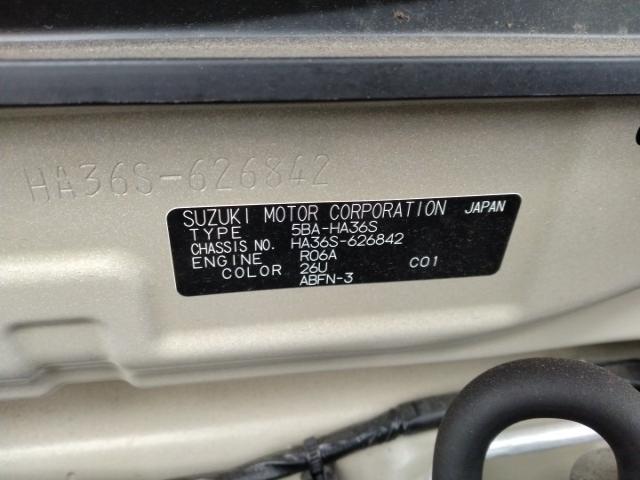 HA36S-626842
SUZUKI MOTOR CORPORATION JAPAN
TYPE 5BA-HA36S
CHASSIS NO. HA36S-626842
ENGINE R06A
COLOR 26U C01
ABFN-3